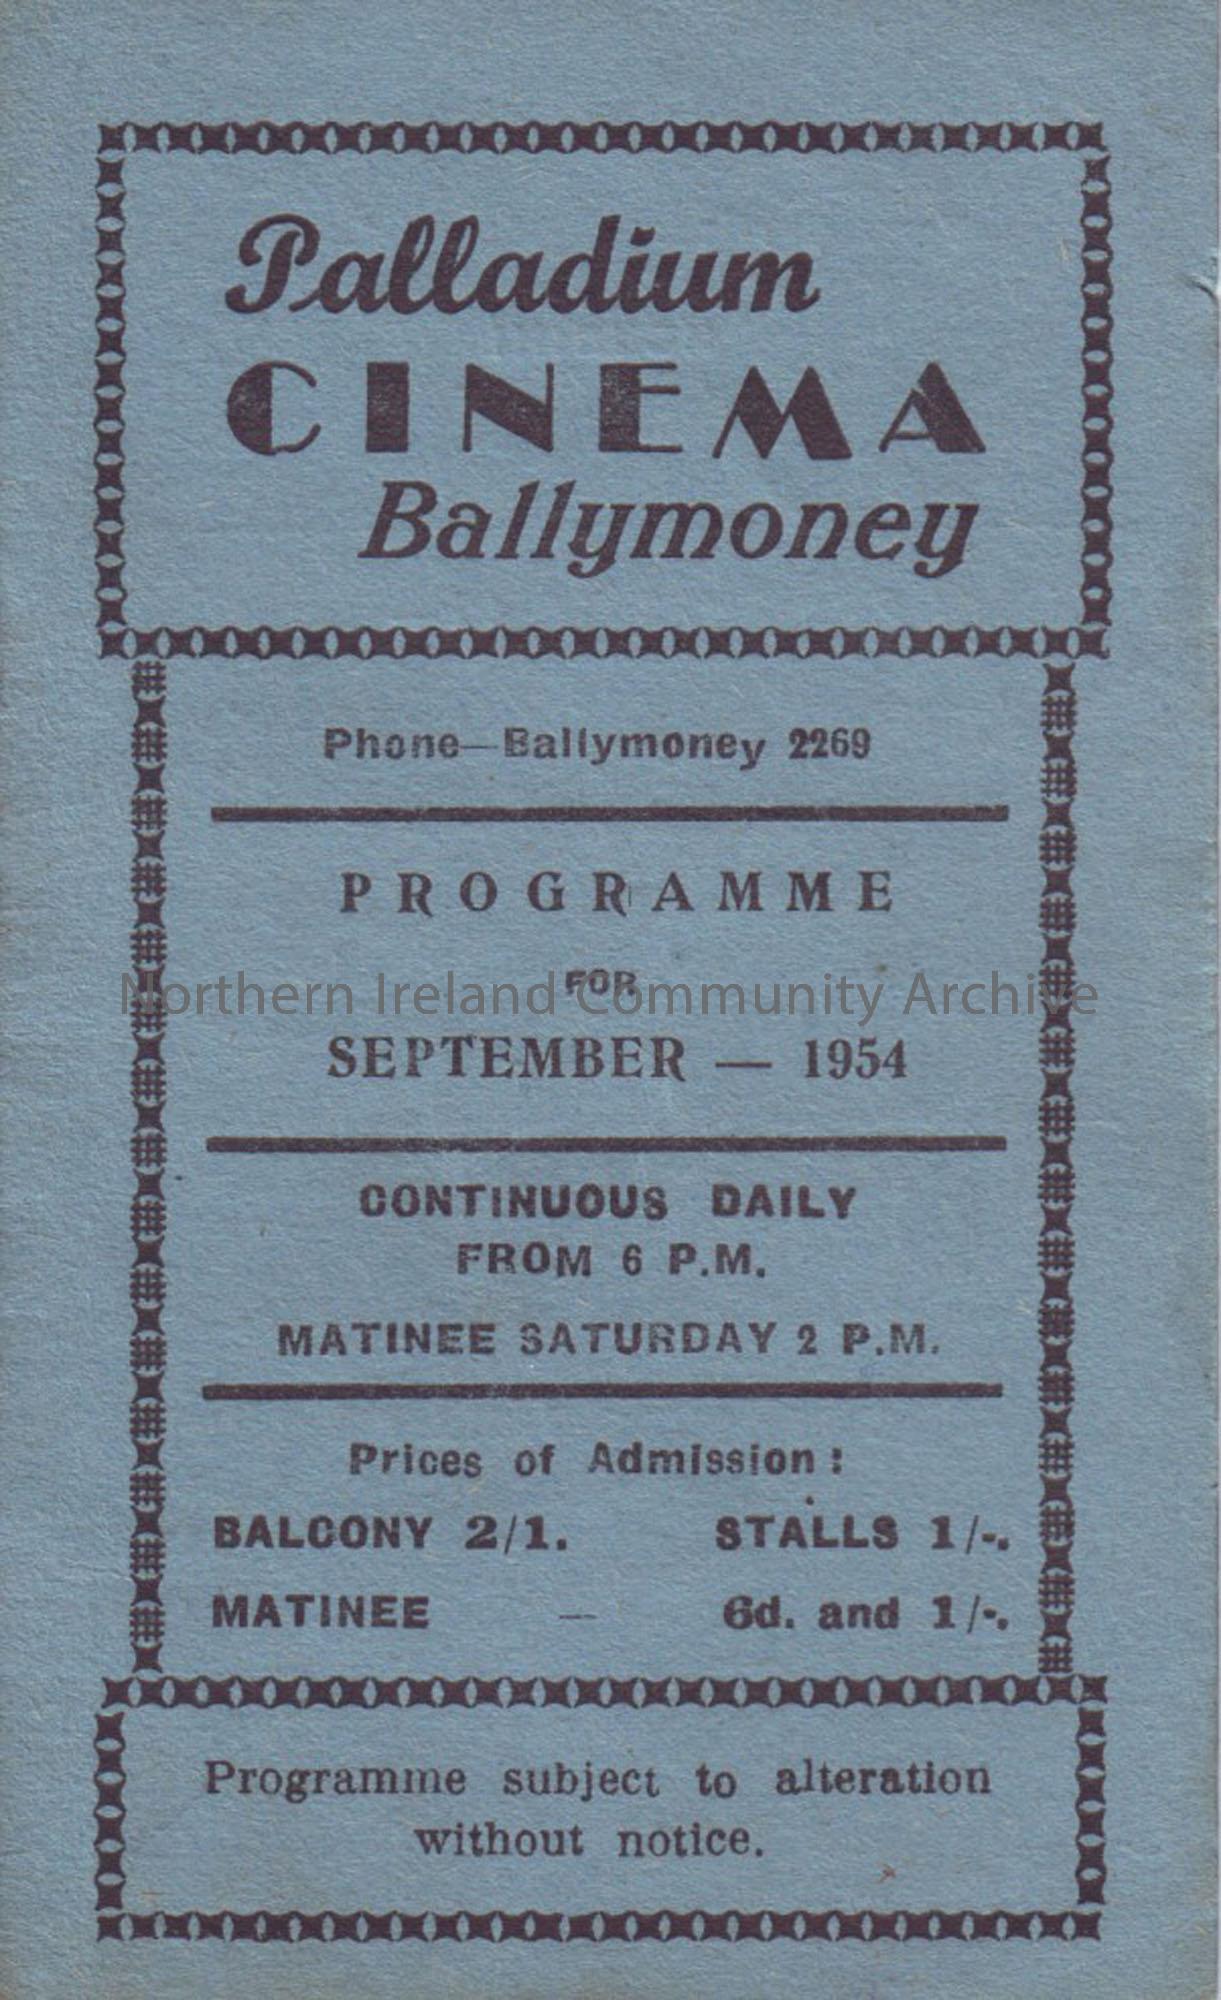 Palladium
CINEMA
Ballymoney
Phone—Ballymoney 2269
PROGRAMME
FOR
Northern Ireland Community Archive
SEPTEMBER — 1954
CONTINUOUS DAILY
FROM 6 P.M.
MATINEE SATURDAY 2 P.M.
Prices of Admission :
BALCONY 2/1. STALLS 1/-.
MATINEE — 6d. and 1/-.
Programme subject to alteration
without notice.